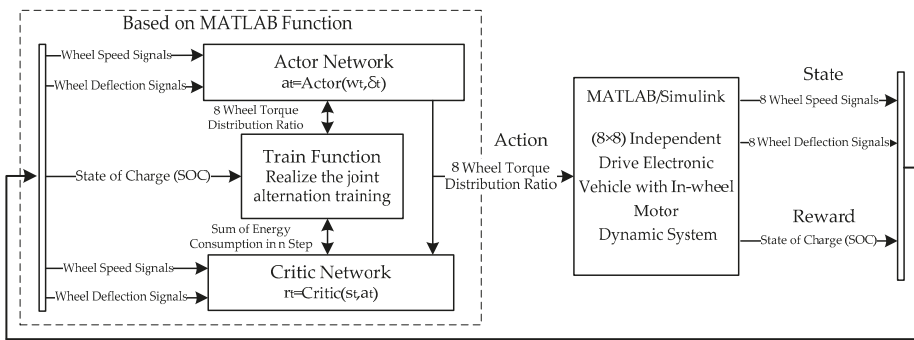 Based on MATLAB Function
Wheel Speed Signals
Wheel Deflection Signals
Actor Network
at=Actor(wt,δt)
8 Wheel Torque
Distribution Ratio
State of Charge (SOC)
Train Function
Realize the joint
alternation training
Sum of Energy
Consumption in n Step
Wheel Speed Signals
Wheel Deflection Signals
Critic Network
rt=Critic(st,at)
Action
8 Wheel Torque
Distribution Ratio
MATLAB/Simulink
(8×8) Independent
Drive Electronic
Vehicle with In-wheel
Motor
Dynamic System
State
8 Wheel Speed Signals
8 Wheel Deflection Signals
Reward
State of Charge (SOC)